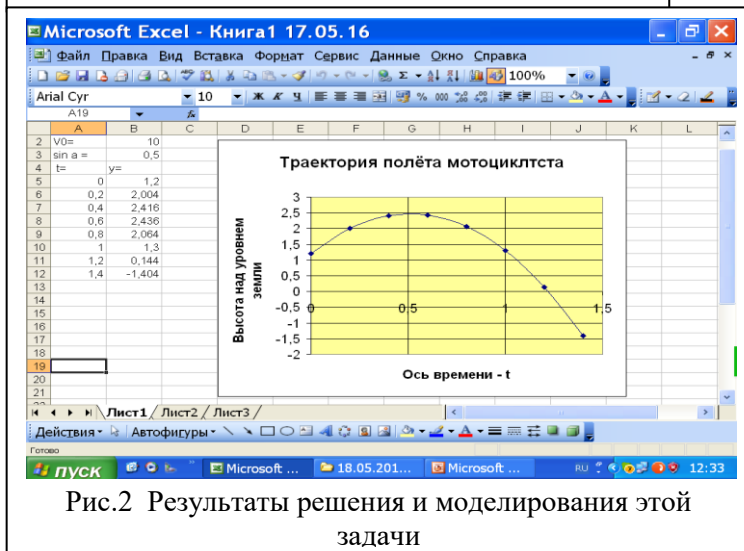 Microsoft Excel - Книга1 17.05.16
Файл Правка Вид Вставка Формат Сервис Данные Окно Справка
100%
Arial Cyr 10 Ж К Ч % 000
A19 fx
A B C D E F G H I J K L
2 V0= 10
3 sin a = 0,5
4 t= y=
5 0 1,2
6 0,2 2,004
7 0,4 2,416
8 0,6 2,436
9 0,8 2,064
10 1 1,3
11 1,2 0,144
12 1,4 -1,404
13
14
15
16
17
18
19
20
21
Траектория полёта мотоциклтста
Высота над уровнем
земли
3
2,5
2
1,5
1
0,5
0
-0,5
-1
-1,5
-2
0 0,5 1 1,5
Ось времени - t
Лист1 Лист2 Лист3
Действия Автофигуры
Готово
пуск Microsoft ... 18.05.201... Microsoft ... RU 12:33
Рис.2 Результаты решения и моделирования этой
задачи